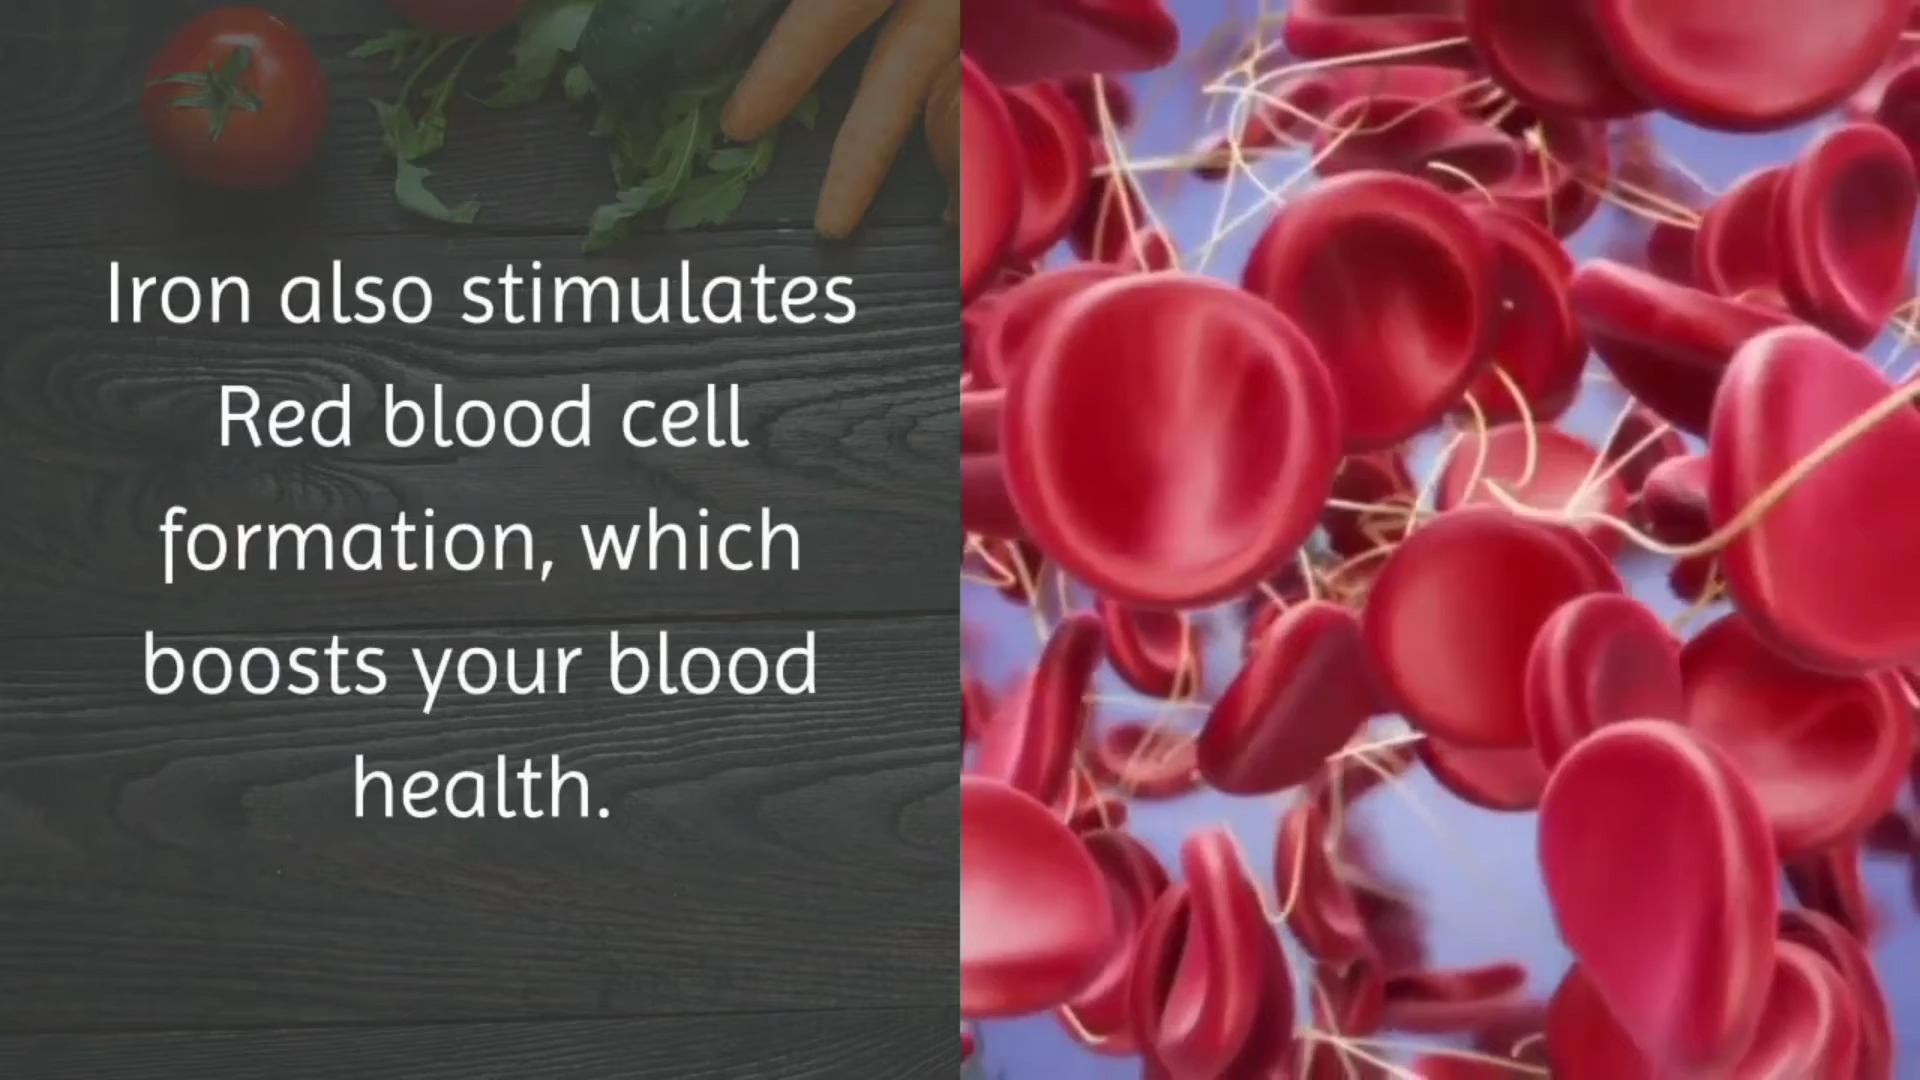 Iron also stimulates
Red blood cell
formation, which
boosts your blood
health.